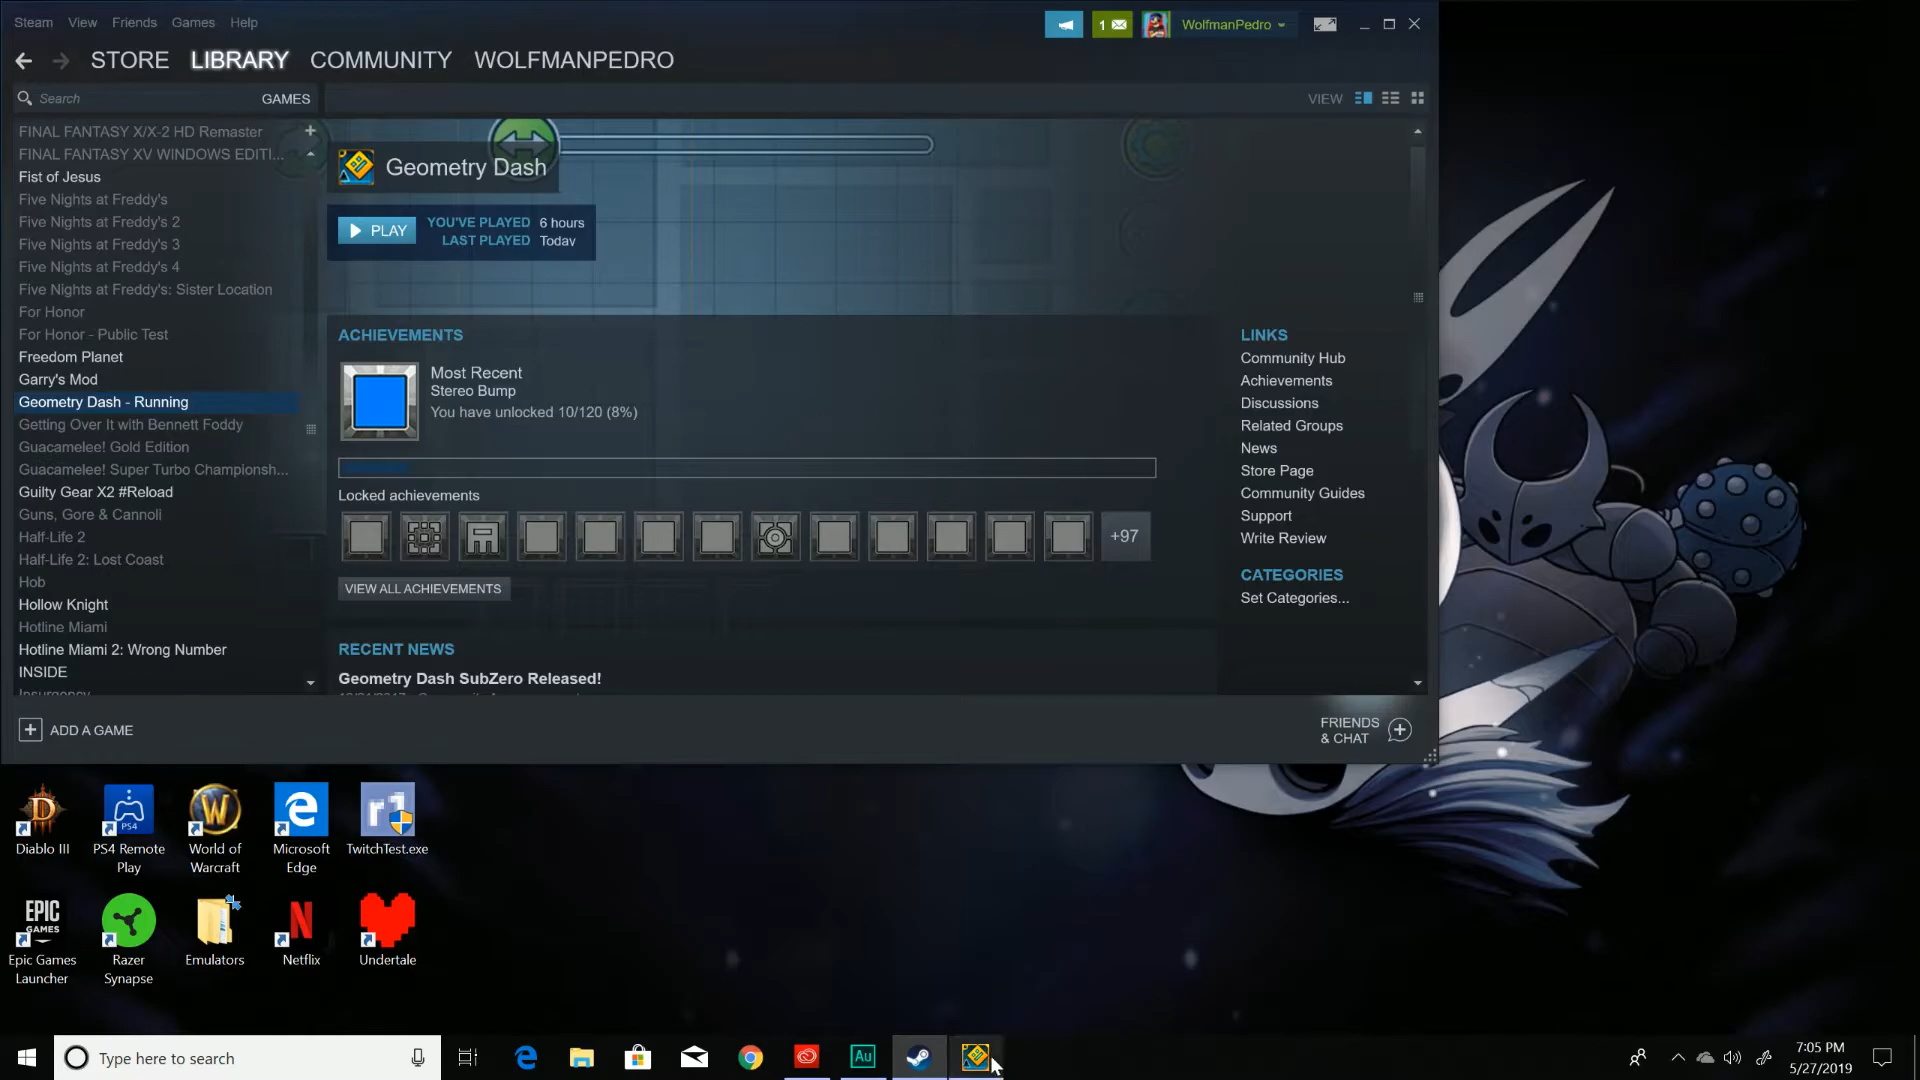 Steam View Friends Games Help
1 WolfmanPedro
STORE LIBRARY COMMUNITY WOLFMANPEDRO
Search GAMES VIEW
FINAL FANTASY X/X-2 HD Remaster
FINAL FANTASY XV WINDOWS EDITI...
Fist of Jesus
Five Nights at Freddy's
Five Nights at Freddy's 2
Five Nights at Freddy's 3
Five Nights at Freddy's 4
Five Nights at Freddy's: Sister Location
For Honor
For Honor - Public Test
Freedom Planet
Garry's Mod
Geometry Dash - Running
Getting Over It with Bennett Foddy
Guacamelee! Gold Edition
Guacamelee! Super Turbo Championsh...
Guilty Gear X2 #Reload
Guns, Gore & Cannoli
Half-Life 2
Half-Life 2: Lost Coast
Hob
Hollow Knight
Hotline Miami
Hotline Miami 2: Wrong Number
INSIDE
Insurgency
Geometry Dash
PLAY
YOU'VE PLAYED 6 hours
LAST PLAYED Today
ACHIEVEMENTS
Most Recent
Stereo Bump
You have unlocked 10/120 (8%)
Locked achievements
+97
VIEW ALL ACHIEVEMENTS
RECENT NEWS
Geometry Dash SubZero Released!
LINKS
Community Hub
Achievements
Discussions
Related Groups
News
Store Page
Community Guides
Support
Write Review
CATEGORIES
Set Categories...
ADD A GAME
FRIENDS
& CHAT
Diablo III
PS4
PS4 Remote
Play
World of
Warcraft
Microsoft
Edge
r1
TwitchTest.exe
EPIC
GAMES
Epic Games
Launcher
Razer
Synapse
Emulators
Netflix
Undertale
Type here to search
Au
7:05 PM
5/27/2019